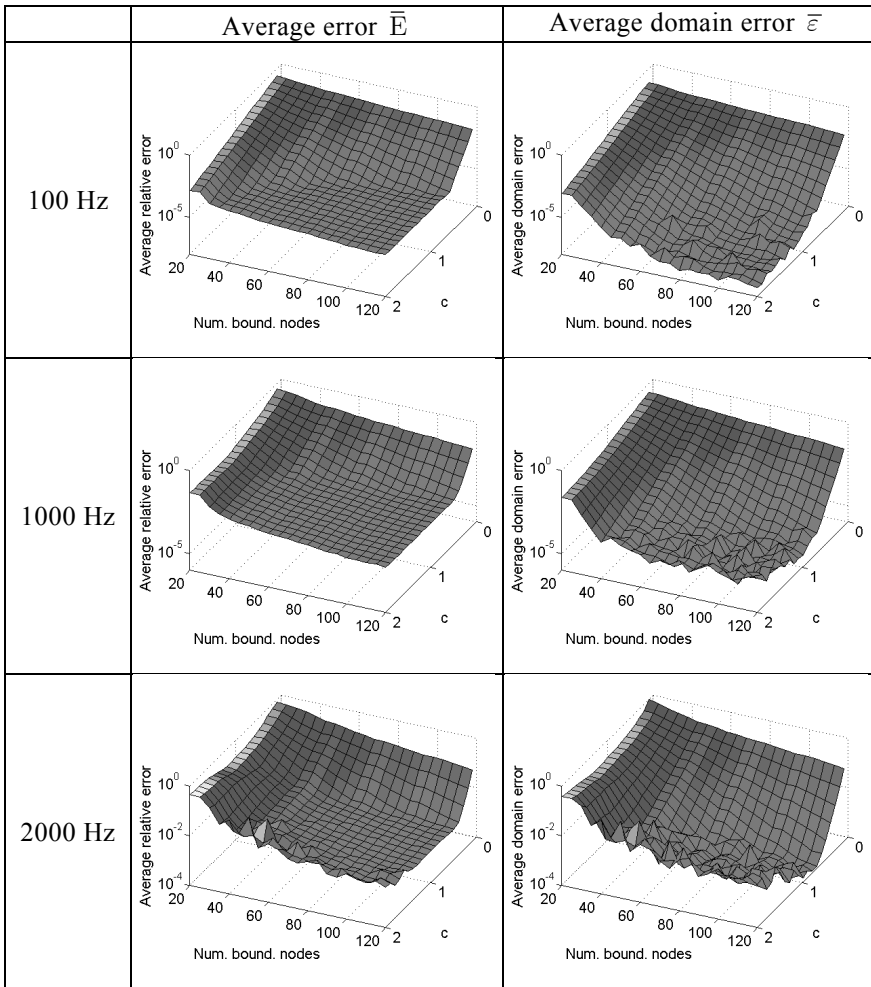 Average error E̅
Average domain error ε̅
100 Hz
Average relative error
10^0
10^-5
20
40
60
80
100
120
Num. bound. nodes
2
1
0
c
Average domain error
10^0
10^-5
20
40
60
80
100
120
Num. bound. nodes
2
1
0
c
1000 Hz
Average relative error
10^0
10^-5
20
40
60
80
100
120
Num. bound. nodes
2
1
0
c
Average domain error
10^0
10^-5
20
40
60
80
100
120
Num. bound. nodes
2
1
0
c
2000 Hz
Average relative error
10^0
10^-2
10^-4
20
40
60
80
100
120
Num. bound. nodes
2
1
0
c
Average domain error
10^0
10^-2
10^-4
20
40
60
80
100
120
Num. bound. nodes
2
1
0
c